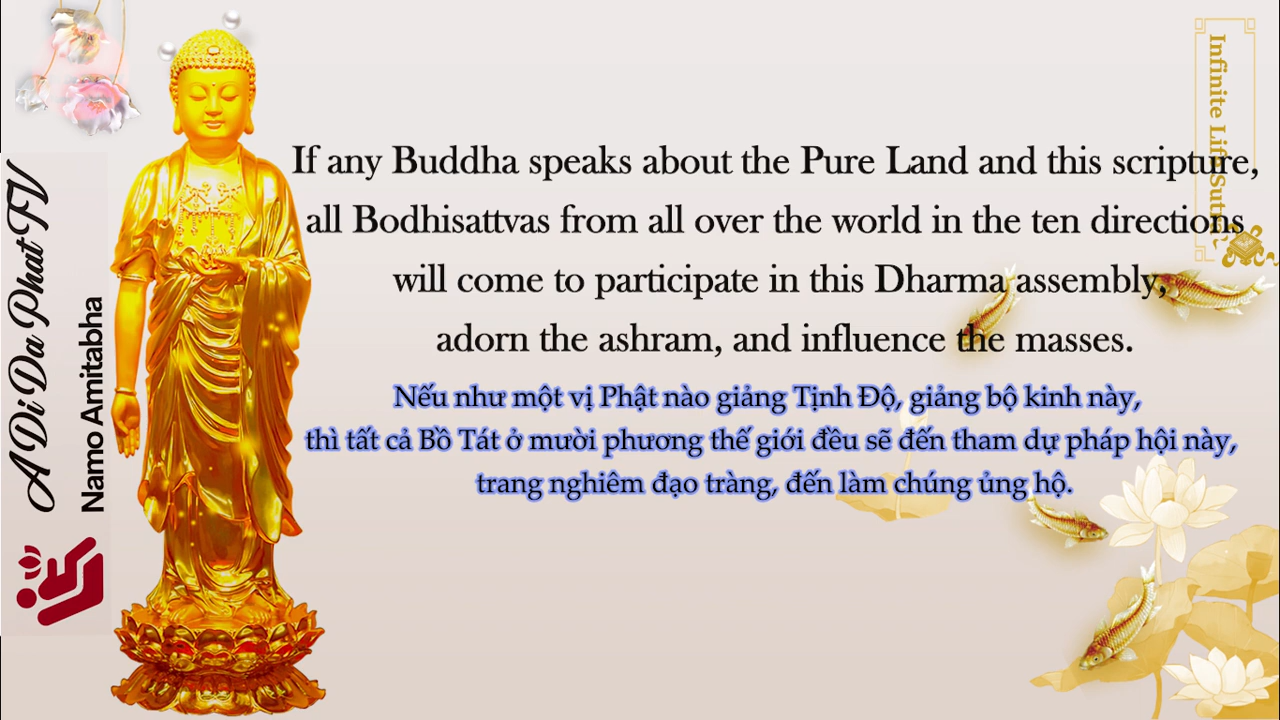 A Di Da Phat TV
Namo Amitabha
If any Buddha speaks about the Pure Land and this scripture,
all Bodhisattvas from all over the world in the ten directions
will come to participate in this Dharma assembly,
adorn the ashram, and influence the masses.
Nếu như một vị Phật nào giảng Tịnh Độ, giảng bộ kinh này,
thì tất cả Bồ Tát ở mười phương thế giới đều sẽ đến tham dự pháp hội này,
trang nghiêm đạo tràng, đến làm chúng ủng hộ.
Infinite Life Sutra